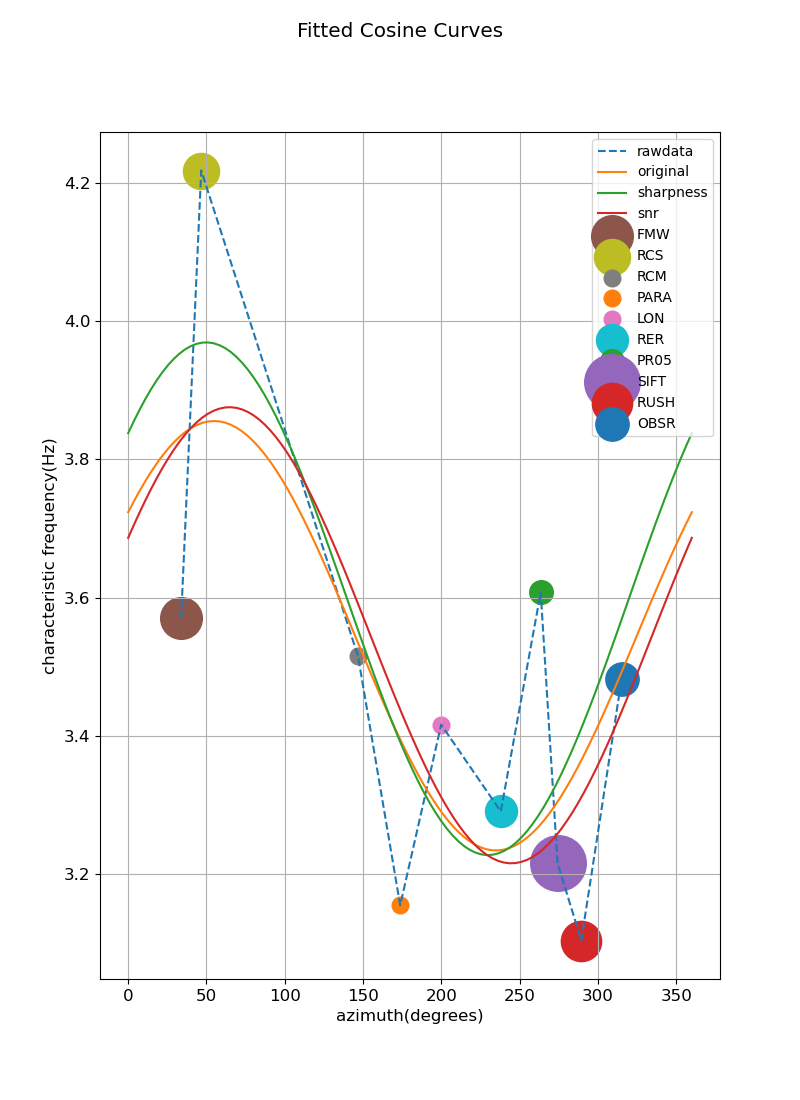 Fitted Cosine Curves
characteristic frequency(Hz)
4.2
4.0
3.8
3.6
3.4
3.2
rawdata
original
sharpness
snr
FMW
RCS
RCM
PARA
LON
RER
PR05
SIFT
RUSH
OBSR
0 50 100 150 200 250 300 350
azimuth(degrees)